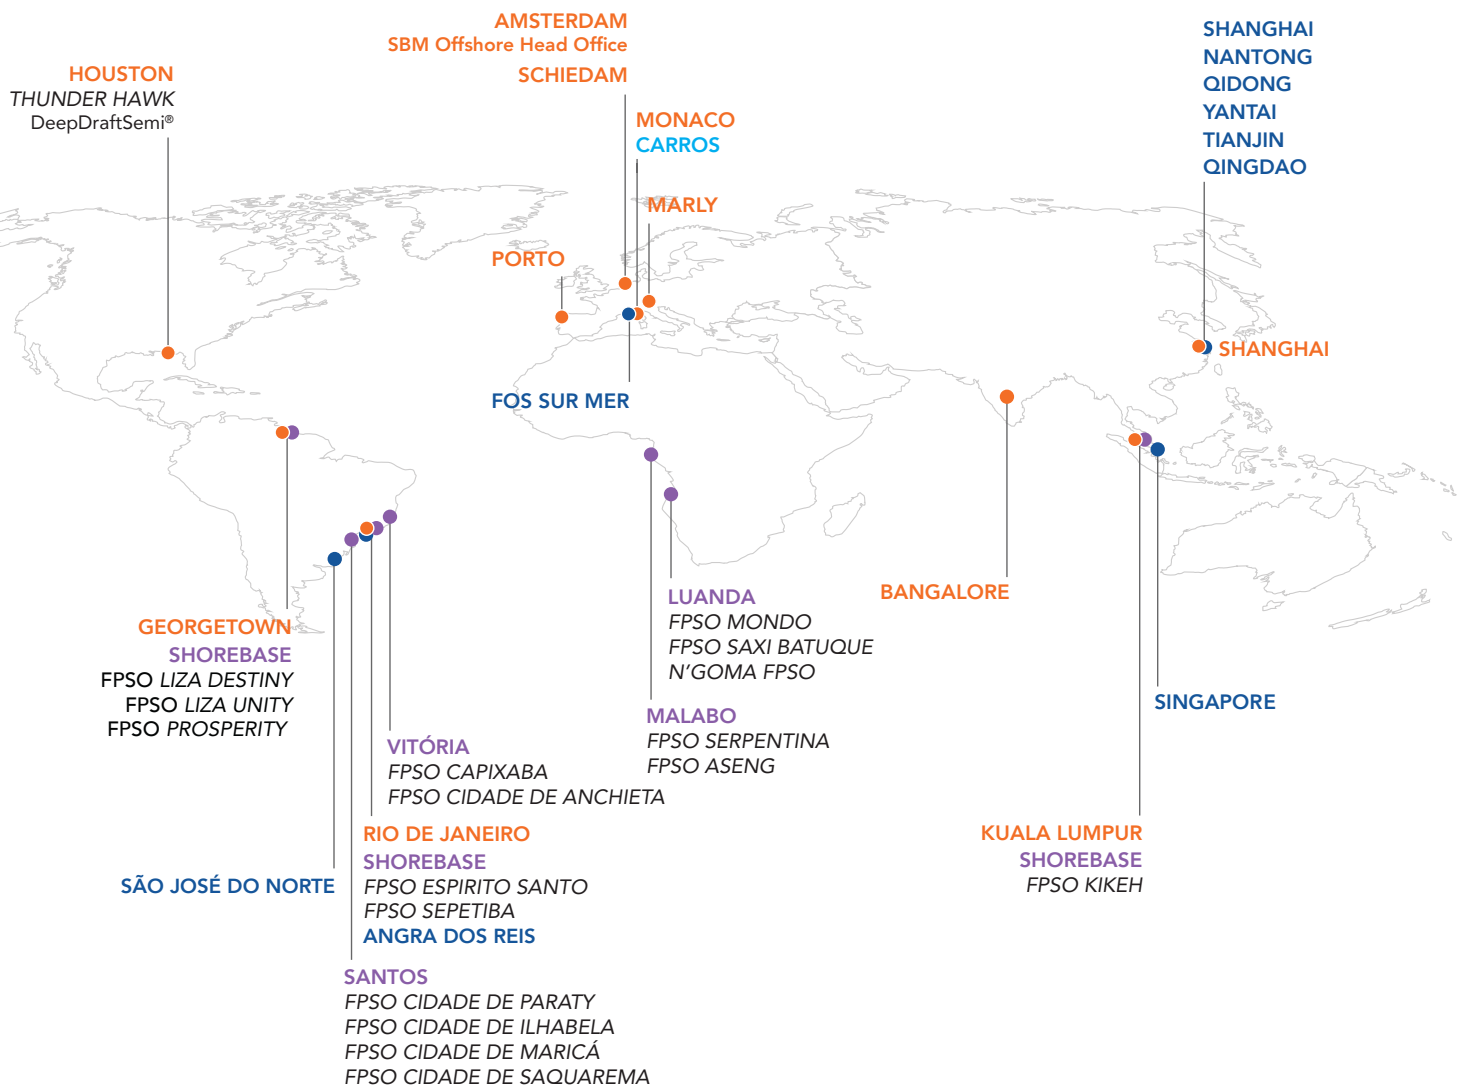 AMSTERDAM
SBM Offshore Head Office
SCHIEDAM
HOUSTON
THUNDER HAWK
DeepDraftSemi®
MONACO
CARROS
MARLY
PORTO
SHANGHAI
NANTONG
QIDONG
YANTAI
TIANJIN
QINGDAO
SHANGHAI
FOS SUR MER
BANGALORE
LUANDA
FPSO MONDO
FPSO SAXI BATUQUE
N'GOMA FPSO
GEORGETOWN
SHOREBASE
FPSO LIZA DESTINY
FPSO LIZA UNITY
FPSO PROSPERITY
MALABO
FPSO SERPENTINA
FPSO ASENG
SINGAPORE
VITÓRIA
FPSO CAPIXABA
FPSO CIDADE DE ANCHIETA
RIO DE JANEIRO
SHOREBASE
FPSO ESPIRITO SANTO
FPSO SEPETIBA
ANGRA DOS REIS
KUALA LUMPUR
SHOREBASE
FPSO KIKEH
SÃO JOSÉ DO NORTE
SANTOS
FPSO CIDADE DE PARATY
FPSO CIDADE DE ILHABELA
FPSO CIDADE DE MARICÁ
FPSO CIDADE DE SAQUAREMA